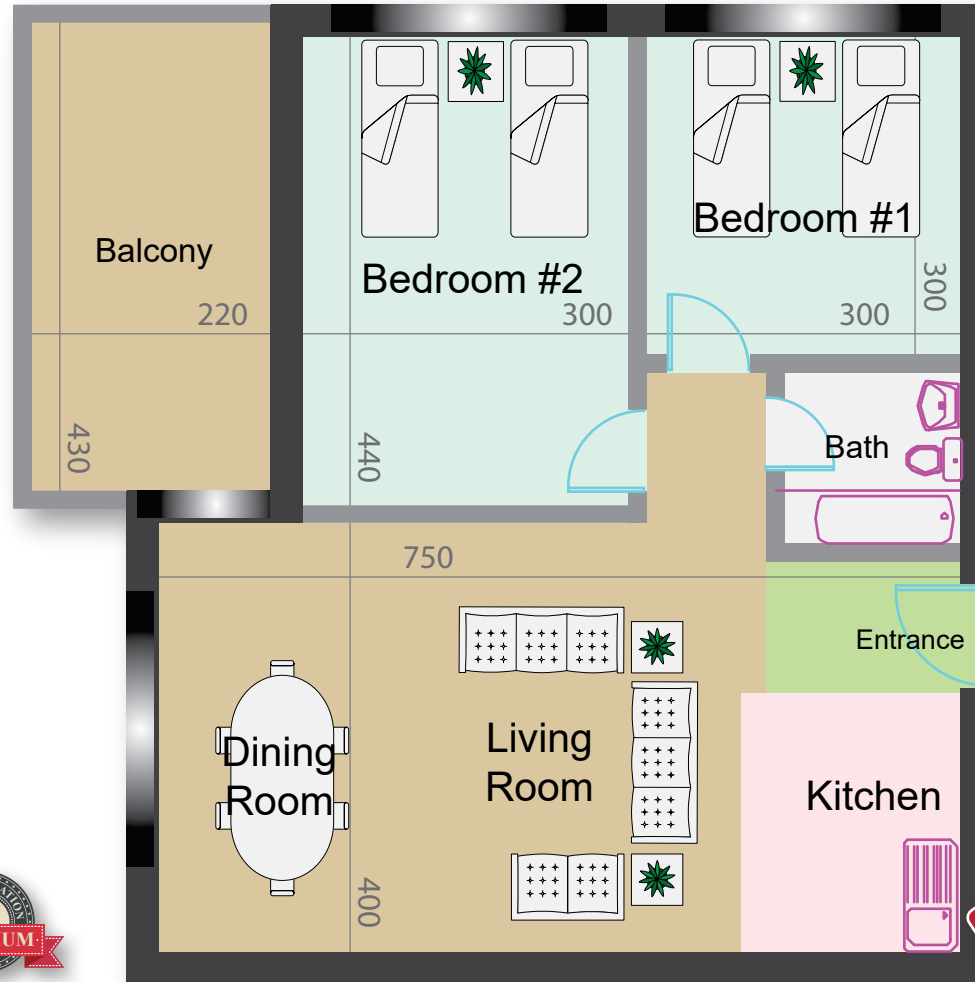 Bedroom #1
Balcony
Bedroom #2
300
220
300
300
430
440
Bath
750
Entrance
Living
Room
Dining
Room
Kitchen
400